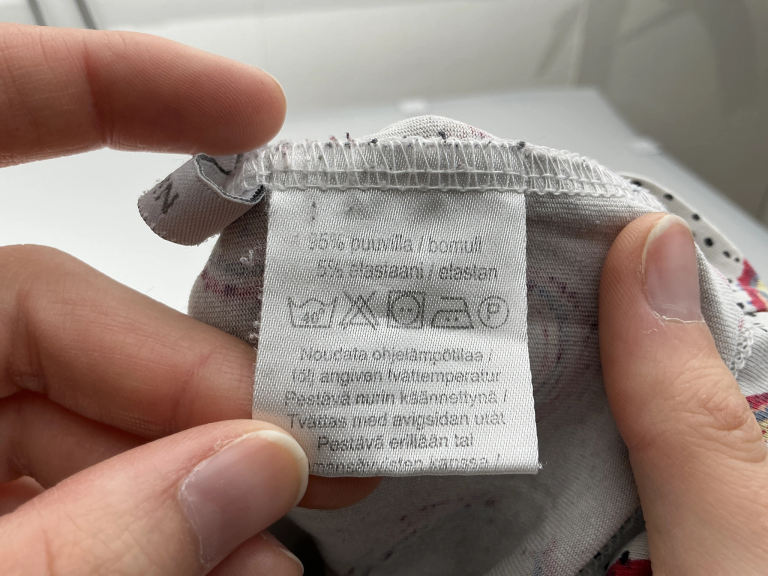 95% puuvilla / bomull
5% elastaani / elastan
40° P
Noudata ohjelämpötilaa /
följ angiven tvättemperatur
Pestävä nurin käännettynä /
Tvättas med avigsidan utåt
Pestävä erillään tai